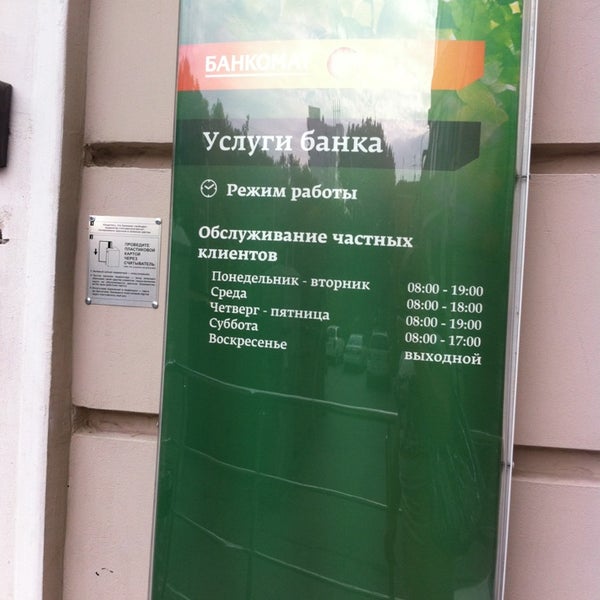 БАНКОМАТ
Услуги банка
Режим работы
Обслуживание частных
клиентов
Понедельник - вторник 08:00 - 19:00
Среда 08:00 - 18:00
Четверг - пятница 08:00 - 19:00
Суббота 08:00 - 17:00
Воскресенье выходной
ПРОВЕДИТЕ
ПЛАСТИКОВОЙ
КАРТОЙ
ЧЕРЕЗ
СЧИТЫВАТЕЛЬ